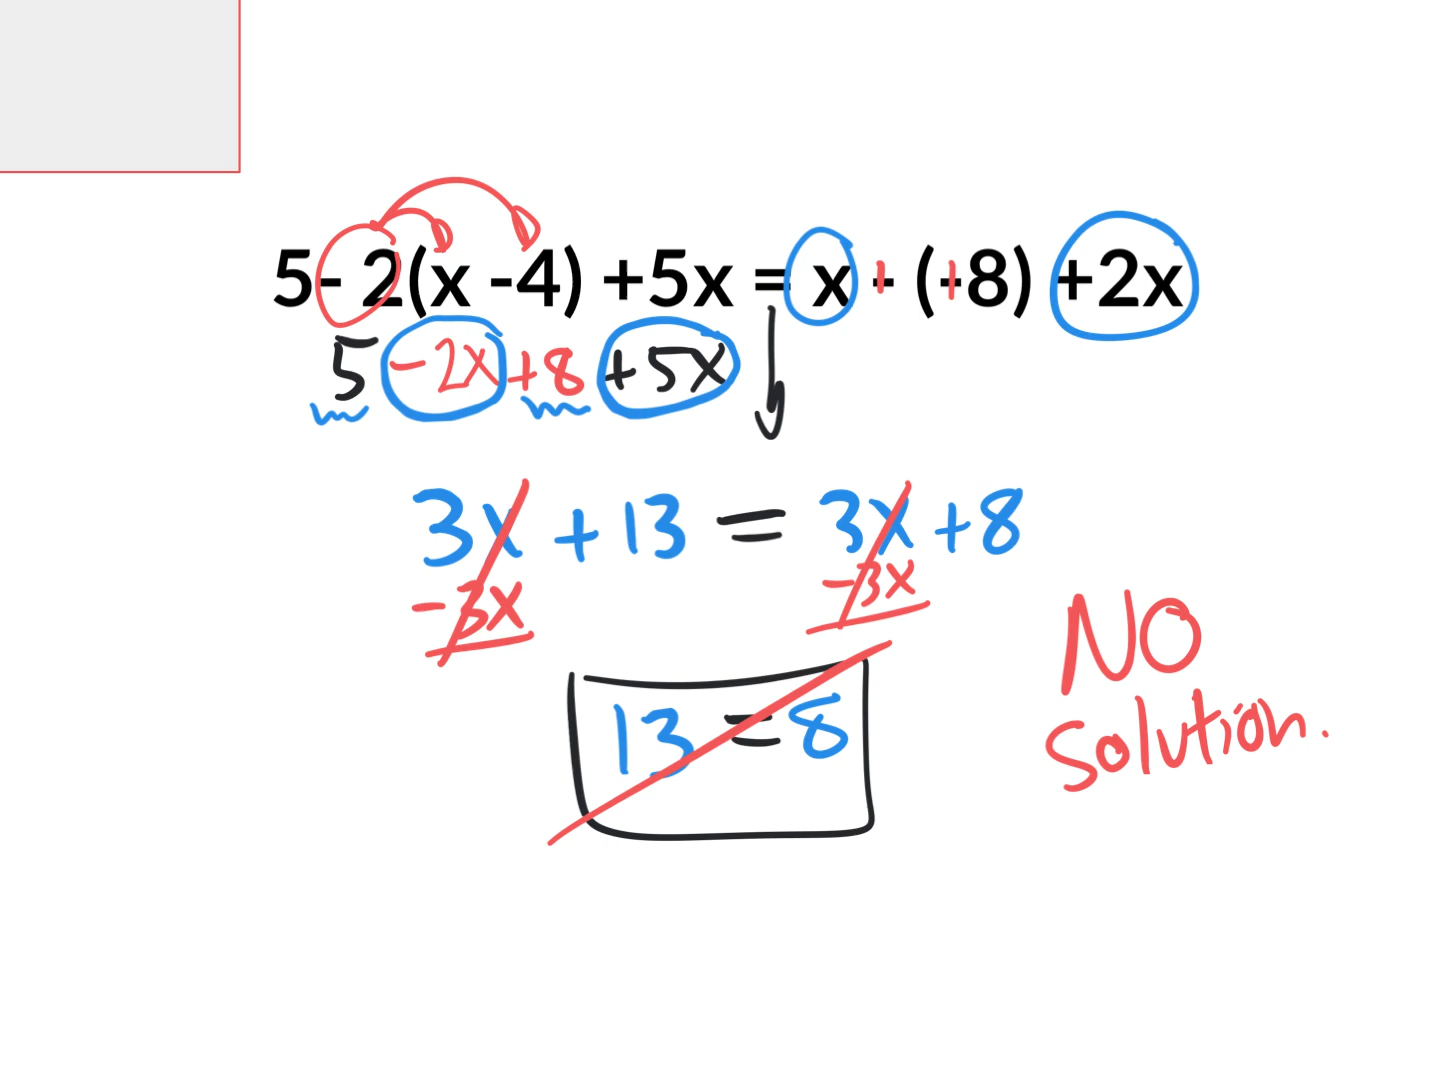 5- 2(x -4) +5x = x - (-8) +2x
5 -2x +8 +5x
3x + 13 = 3x +8
-3x -3x
13 = 8
NO
solution.